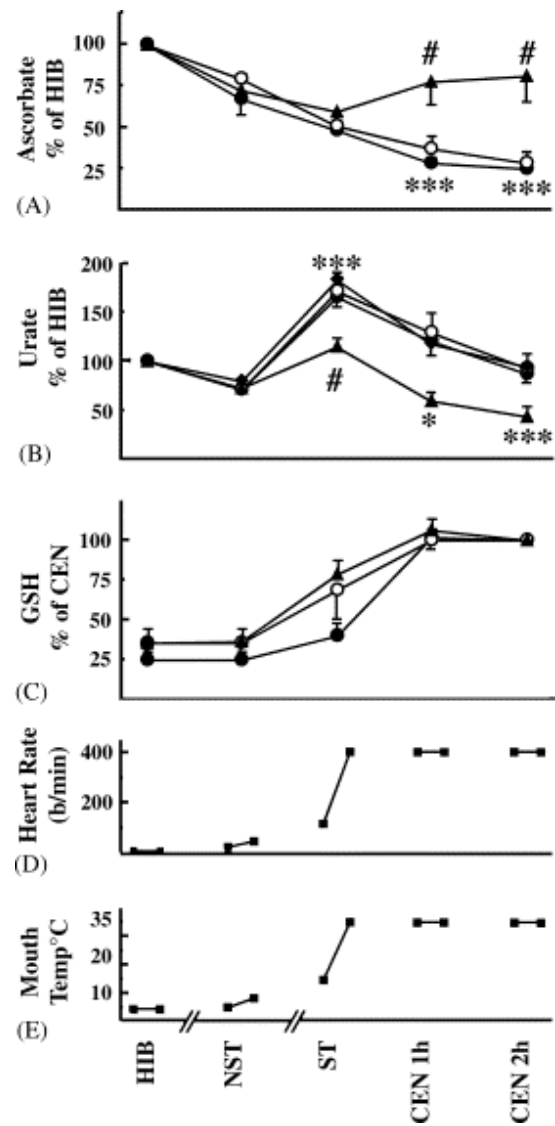 Ascorbate
% of HIB
100
75
50
25
#
#
***
***
(A)
Urate
% of HIB
200
150
100
50
***
#
*
***
(B)
GSH
% of CEN
100
75
50
25
(C)
Heart Rate
(b/min)
400
200
(D)
Mouth
Temp°C
35
20
10
(E)
HIB
NST
ST
CEN 1h
CEN 2h